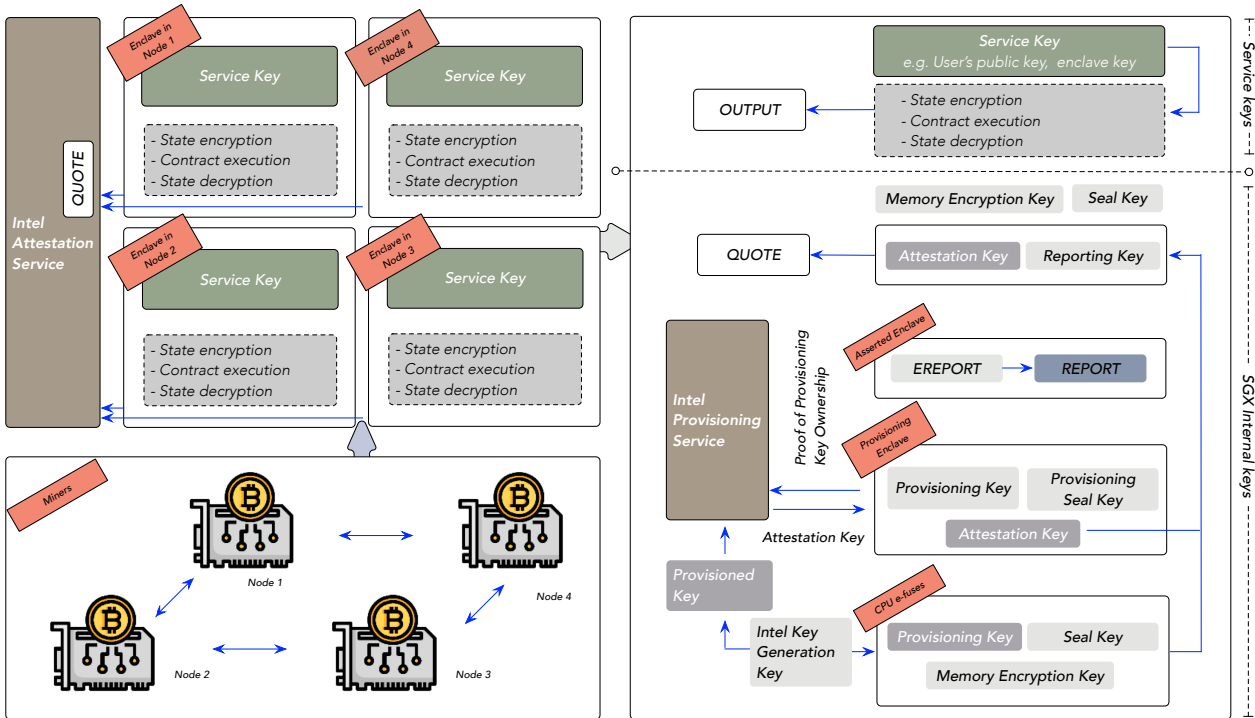 Intel
Attestation
Service
QUOTE
Enclave in
Node 1
Service Key
- State encryption
- Contract execution
- State decryption
Enclave in
Node 4
Service Key
- State encryption
- Contract execution
- State decryption
Enclave in
Node 2
Service Key
- State encryption
- Contract execution
- State decryption
Enclave in
Node 3
Service Key
- State encryption
- Contract execution
- State decryption
Miners
Node 1
Node 4
Node 2
Node 3
Service Key
e.g. User's public key, enclave key
- State encryption
- Contract execution
- State decryption
OUTPUT
Service keys
Memory Encryption Key
Seal Key
QUOTE
Attestation Key
Reporting Key
Asserted Enclave
EREPORT
REPORT
Intel
Provisioning
Service
Proof of Provisioning
Key Ownership
Provisioning
Enclave
Provisioning Key
Provisioning
Seal Key
Attestation Key
Attestation Key
Provisioned
Key
Intel Key
Generation
Key
CPU e-fuses
Provisioning Key
Seal Key
Memory Encryption Key
SGX Internal keys